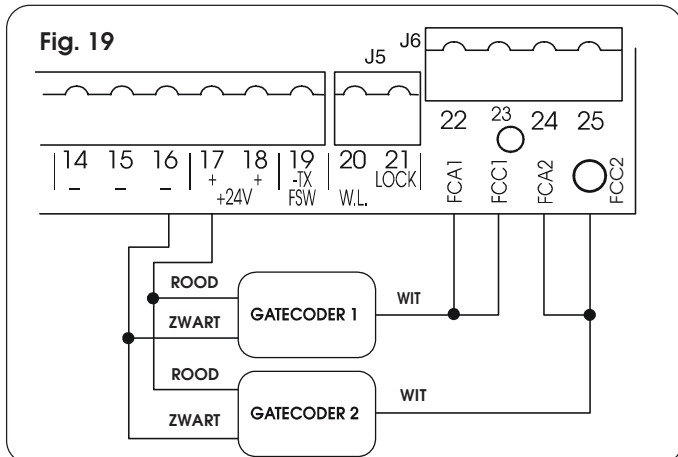 Fig. 19
J6
J5
22 23 24 25
14 15 16 17 18 19 20 21
– – – + + -TX LOCK
+24V FSW W.L.
FCA1 FCC1 FCA2 FCC2
ROOD
GATECODER 1
WIT
ZWART
ROOD
GATECODER 2
WIT
ZWART